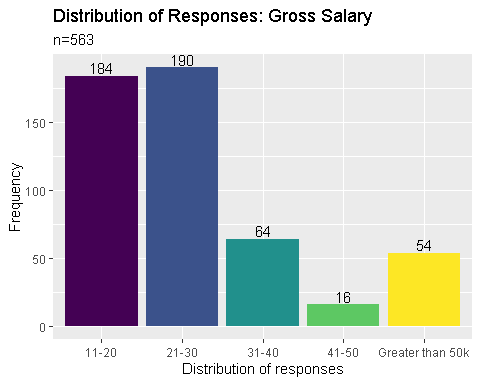 Distribution of Responses: Gross Salary
n=563
184
190
64
16
54
150
100
50
0
Frequency
11-20
21-30
31-40
41-50
Greater than 50k
Distribution of responses